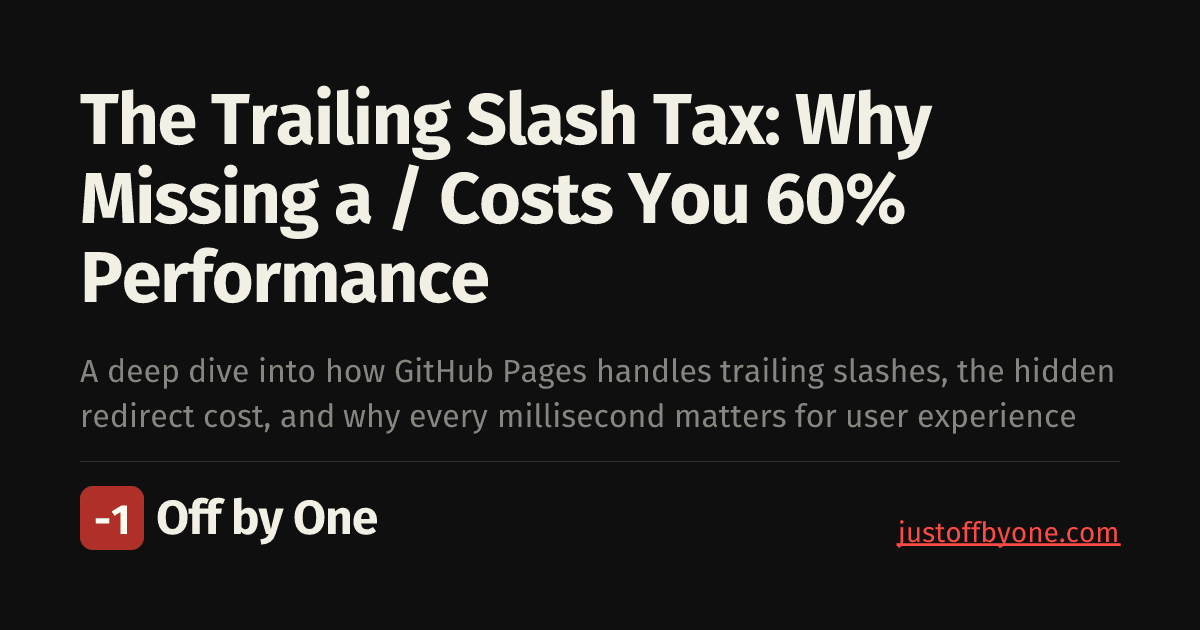 The Trailing Slash Tax: Why
Missing a / Costs You 60%
Performance
A deep dive into how GitHub Pages handles trailing slashes, the hidden
redirect cost, and why every millisecond matters for user experience
-1 Off by One
justoffbyone.com